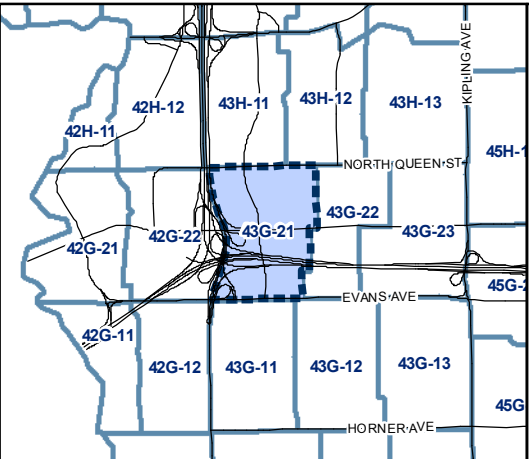 KIPLING AVE
42H-12
43H-11
43H-12
43H-13
42H-11
45H-1
NORTH QUEEN ST
43G-22
42G-21
42G-22
43G-21
43G-23
45G-2
EVANS AVE
42G-11
42G-12
43G-11
43G-12
43G-13
45G
HORNER AVE